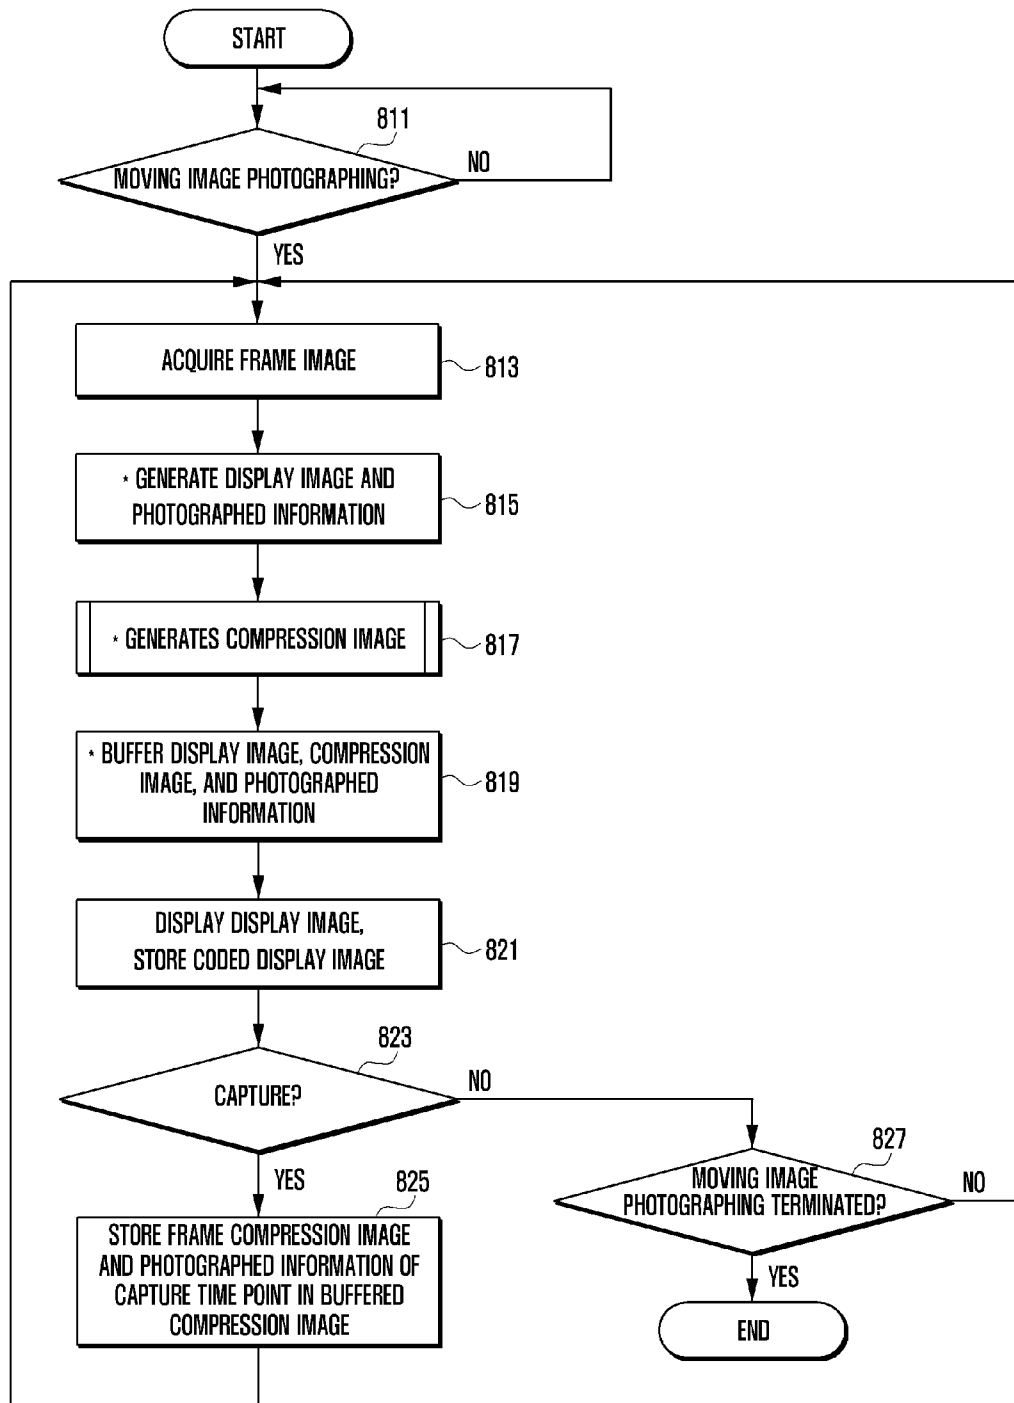 START
811
MOVING IMAGE PHOTOGRAPHING?
NO
YES
ACQUIRE FRAME IMAGE
813
* GENERATE DISPLAY IMAGE AND
PHOTOGRAPHED INFORMATION
815
* GENERATES COMPRESSION IMAGE
817
* BUFFER DISPLAY IMAGE, COMPRESSION
IMAGE, AND PHOTOGRAPHED
INFORMATION
819
DISPLAY DISPLAY IMAGE,
STORE CODED DISPLAY IMAGE
821
823
CAPTURE?
NO
YES
827
MOVING IMAGE
PHOTOGRAPHING TERMINATED?
NO
YES
825
STORE FRAME COMPRESSION IMAGE
AND PHOTOGRAPHED INFORMATION OF
CAPTURE TIME POINT IN BUFFERED
COMPRESSION IMAGE
END